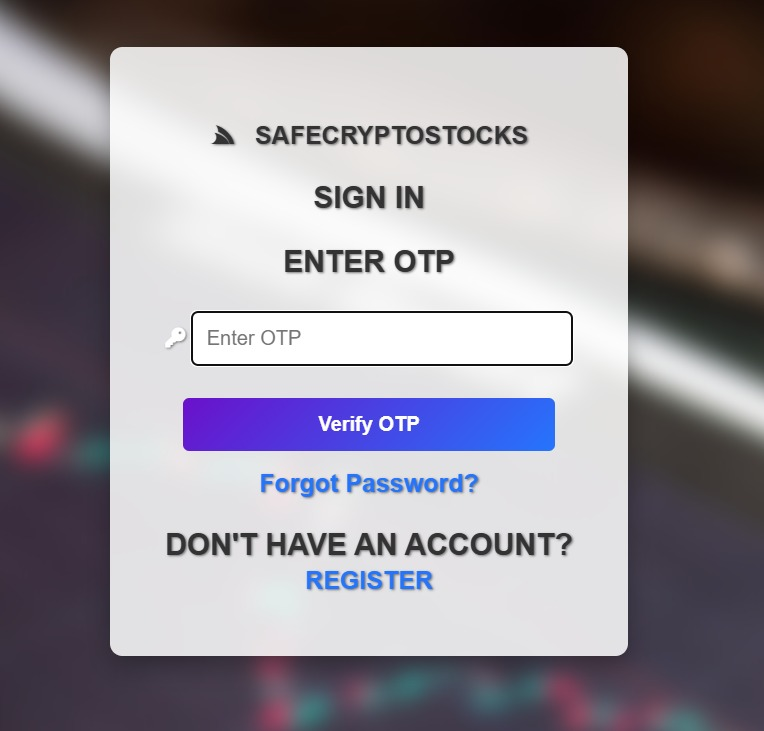 SAFECRYPTOSTOCKS
SIGN IN
ENTER OTP
Enter OTP
Verify OTP
Forgot Password?
DON'T HAVE AN ACCOUNT?
REGISTER